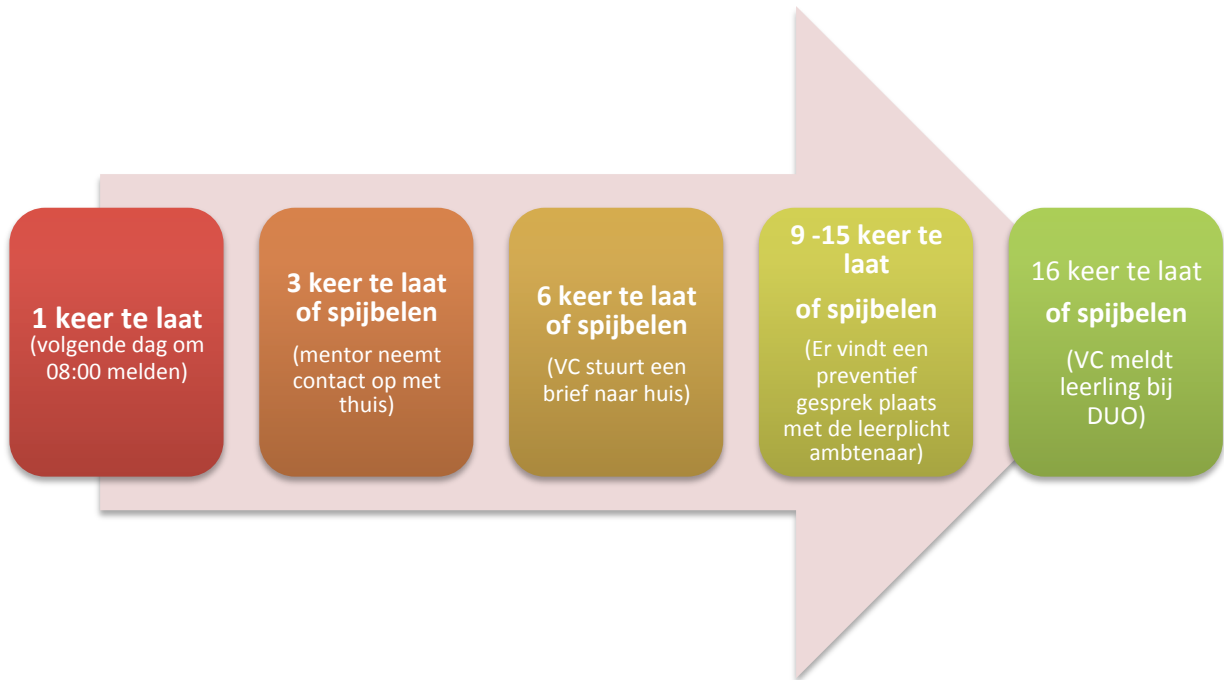 1 keer te laat
(volgende dag om
08:00 melden)
3 keer te laat
of spijbelen
(mentor neemt
contact op met
thuis)
6 keer te laat
of spijbelen
(VC stuurt een
brief naar huis)
9 -15 keer te
laat
of spijbelen
(Er vindt een
preventief
gesprek plaats
met de leerplicht
ambtenaar)
16 keer te laat
of spijbelen
(VC meldt
leerling bij
DUO)